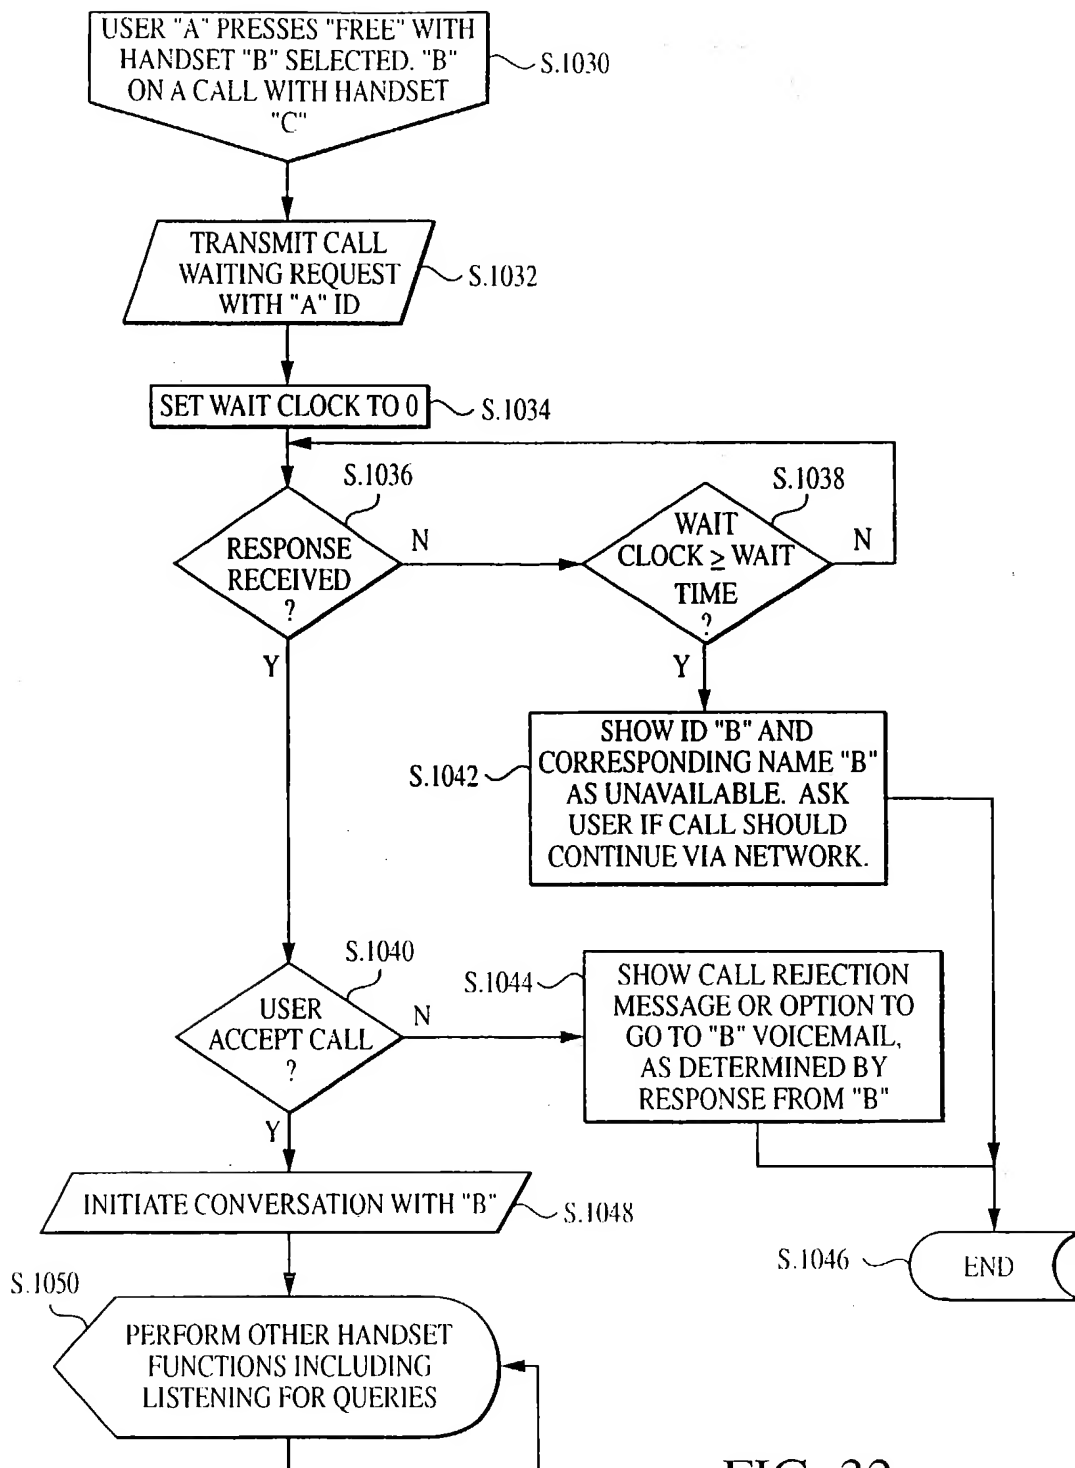 USER "A" PRESSES "FREE" WITH
HANDSET "B" SELECTED. "B"
ON A CALL WITH HANDSET
"C"
S.1030
TRANSMIT CALL
WAITING REQUEST
WITH "A" ID
S.1032
SET WAIT CLOCK TO 0
S.1034
S.1036
RESPONSE
RECEIVED
?
N
Y
S.1038
WAIT
CLOCK ≥ WAIT
TIME
?
N
Y
S.1042
SHOW ID "B" AND
CORRESPONDING NAME "B"
AS UNAVAILABLE. ASK
USER IF CALL SHOULD
CONTINUE VIA NETWORK.
S.1040
USER
ACCEPT CALL
?
N
Y
S.1044
SHOW CALL REJECTION
MESSAGE OR OPTION TO
GO TO "B" VOICEMAIL,
AS DETERMINED BY
RESPONSE FROM "B"
INITIATE CONVERSATION WITH "B"
S.1048
S.1046
END
S.1050
PERFORM OTHER HANDSET
FUNCTIONS INCLUDING
LISTENING FOR QUERIES
FIG. 32